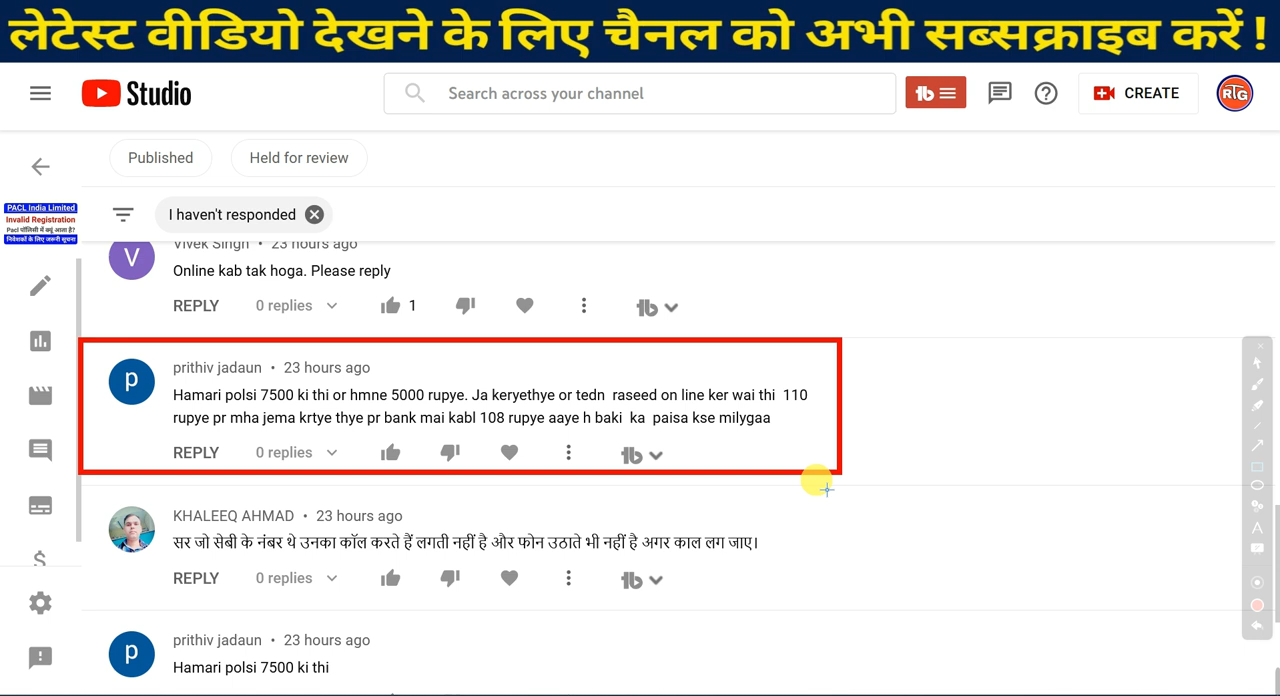 लेटेस्ट वीडियो देखने के लिए चैनल को अभी सब्सक्राइब करें !
Studio
Search across your channel
CREATE
RTG
Published
Held for review
PACL India Limited
Invalid Registration
Pacl पॉलिसी में क्यूं आता है?
निवेशकों के लिए जरूरी सूचना
I haven't responded
V
Vivek Singh • 23 hours ago
Online kab tak hoga. Please reply
REPLY 0 replies 1
p
prithiv jadaun • 23 hours ago
Hamari polsi 7500 ki thi or hmne 5000 rupye. Ja keryethye or tedn raseed on line ker wai thi 110
rupye pr mha jema krtye thye pr bank mai kabl 108 rupye aaye h baki ka paisa kse milygaa
REPLY 0 replies
KHALEEQ AHMAD • 23 hours ago
सर जो सेबी के नंबर थे उनका कॉल करते हैं लगती नहीं है और फोन उठाते भी नहीं है अगर काल लग जाए।
REPLY 0 replies
p
prithiv jadaun • 23 hours ago
Hamari polsi 7500 ki thi